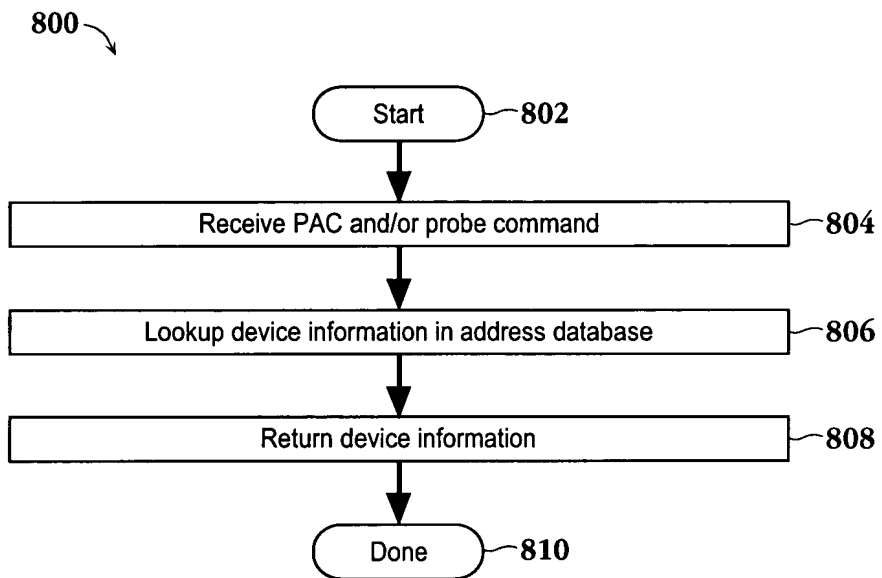 800
Start
802
Receive PAC and/or probe command
804
Lookup device information in address database
806
Return device information
808
Done
810